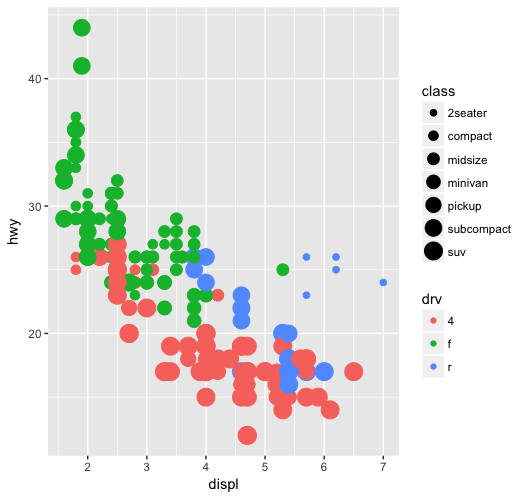 40
30
20
hwy
2
3
4
5
6
7
displ
class
2seater
compact
midsize
minivan
pickup
subcompact
suv
drv
4
f
r